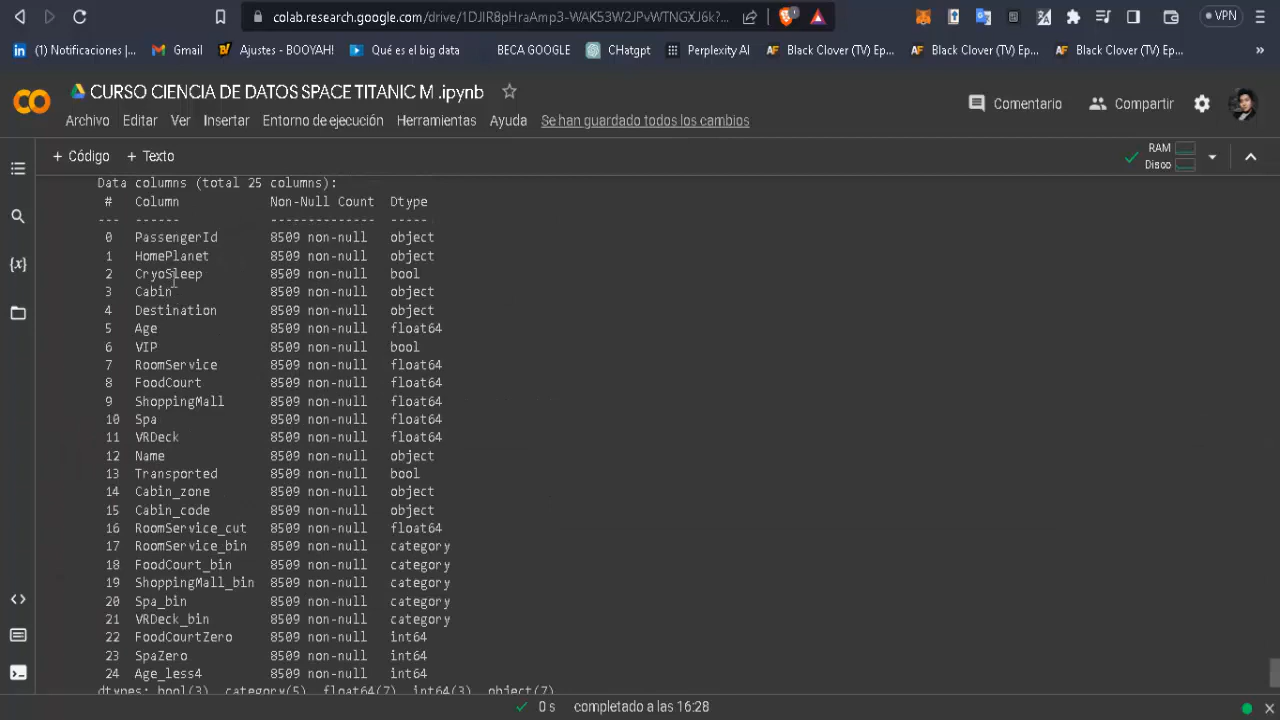 colab.research.google.com/drive/1DJIR8pHraAmp3-WAK53W2JPvWTNGXJ6k?...
VPN
(1) Notificaciones |...
Gmail
Ajustes - BOOYAH!
Qué es el big data
BECA GOOGLE
CHatgpt
Perplexity AI
Black Clover (TV) Ep...
Black Clover (TV) Ep...
Black Clover (TV) Ep...
»
CURSO CIENCIA DE DATOS SPACE TITANIC M .ipynb
Comentario
Compartir
Archivo Editar Ver Insertar Entorno de ejecución Herramientas Ayuda Se han guardado todos los cambios
+ Código + Texto
RAM
Disco
Data columns (total 25 columns):
# Column Non-Null Count Dtype
--- ------ -------------- -----
0 PassengerId 8509 non-null object
1 HomePlanet 8509 non-null object
2 CryoSleep 8509 non-null bool
3 Cabin 8509 non-null object
4 Destination 8509 non-null object
5 Age 8509 non-null float64
6 VIP 8509 non-null bool
7 RoomService 8509 non-null float64
8 FoodCourt 8509 non-null float64
9 ShoppingMall 8509 non-null float64
10 Spa 8509 non-null float64
11 VRDeck 8509 non-null float64
12 Name 8509 non-null object
13 Transported 8509 non-null bool
14 Cabin_zone 8509 non-null object
15 Cabin_code 8509 non-null object
16 RoomService_cut 8509 non-null float64
17 RoomService_bin 8509 non-null category
18 FoodCourt_bin 8509 non-null category
19 ShoppingMall_bin 8509 non-null category
20 Spa_bin 8509 non-null category
21 VRDeck_bin 8509 non-null category
22 FoodCourtZero 8509 non-null int64
23 SpaZero 8509 non-null int64
24 Age_less4 8509 non-null int64
dtypes: bool(3), category(5), float64(7), int64(3), object(7)
0 s completado a las 16:28